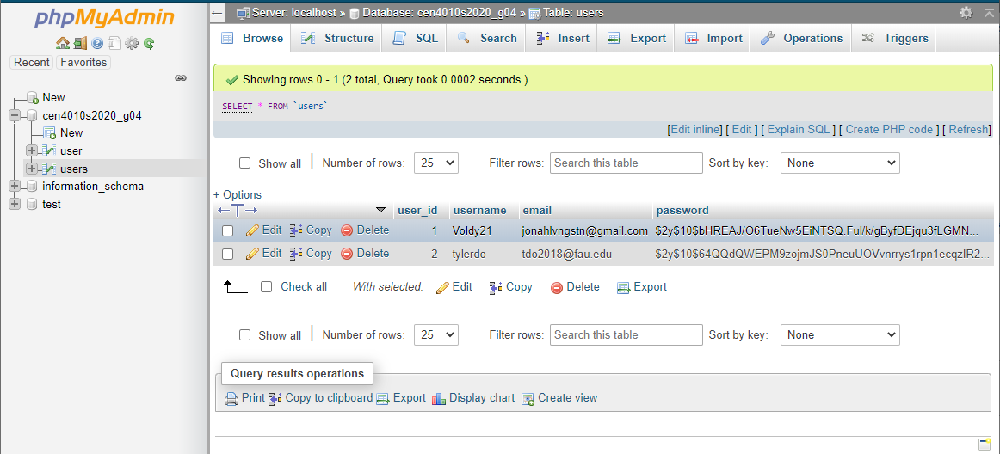 phpMyAdmin
Recent Favorites
New
cen4010s2020_g04
New
user
users
information_schema
test
Server: localhost » Database: cen4010s2020_g04 » Table: users
Browse Structure SQL Search Insert Export Import Operations Triggers
Showing rows 0 - 1 (2 total, Query took 0.0002 seconds.)
SELECT * FROM `users`
[Edit inline] [ Edit ] [ Explain SQL ] [ Create PHP code ] [ Refresh]
Show all | Number of rows: 25 Filter rows: Search this table Sort by key: None
+ Options
←T→ user_id username email password
Edit Copy Delete 1 Voldy21 jonahlvngstn@gmail.com $2y$10$bHREAJ/O6TueNw5EiNTSQ.Ful/k/gByfDEjqu3fLGMN...
Edit Copy Delete 2 tylerdo tdo2018@fau.edu $2y$10$64QQdQWEPM9zojmJS0PneuUOVvnrrys1rpn1ecqzlR2...
Check all With selected: Edit Copy Delete Export
Show all | Number of rows: 25 Filter rows: Search this table Sort by key: None
Query results operations
Print Copy to clipboard Export Display chart Create view